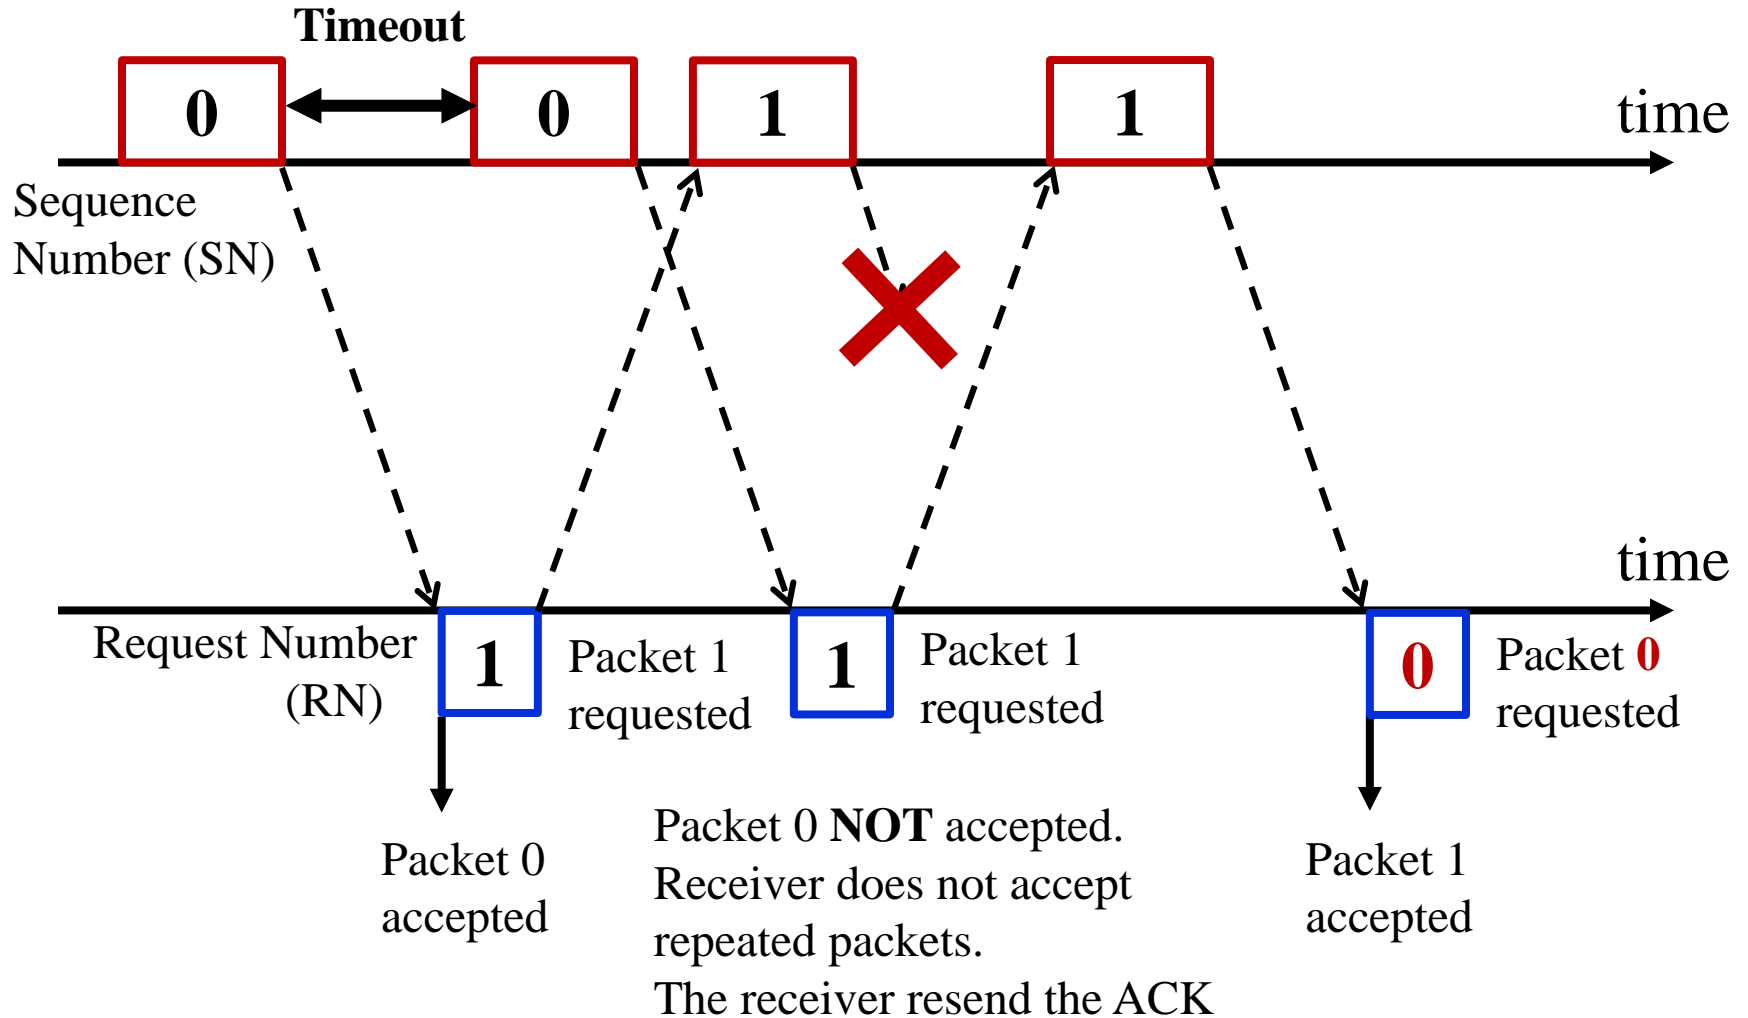 Timeout
0
0
1
1
time
Sequence
Number (SN)
time
Request Number
(RN)
1
Packet 1
requested
1
Packet 1
requested
0
Packet 0
requested
Packet 0
accepted
Packet 0 NOT accepted.
Receiver does not accept
repeated packets.
The receiver resend the ACK
Packet 1
accepted